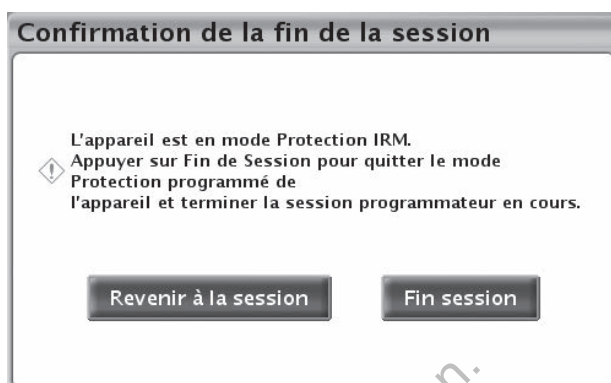 Confirmation de la fin de la session
L'appareil est en mode Protection IRM.
Appuyer sur Fin de Session pour quitter le mode
Protection programmé de
l'appareil et terminer la session programmateur en cours.
Revenir à la session
Fin session
n.